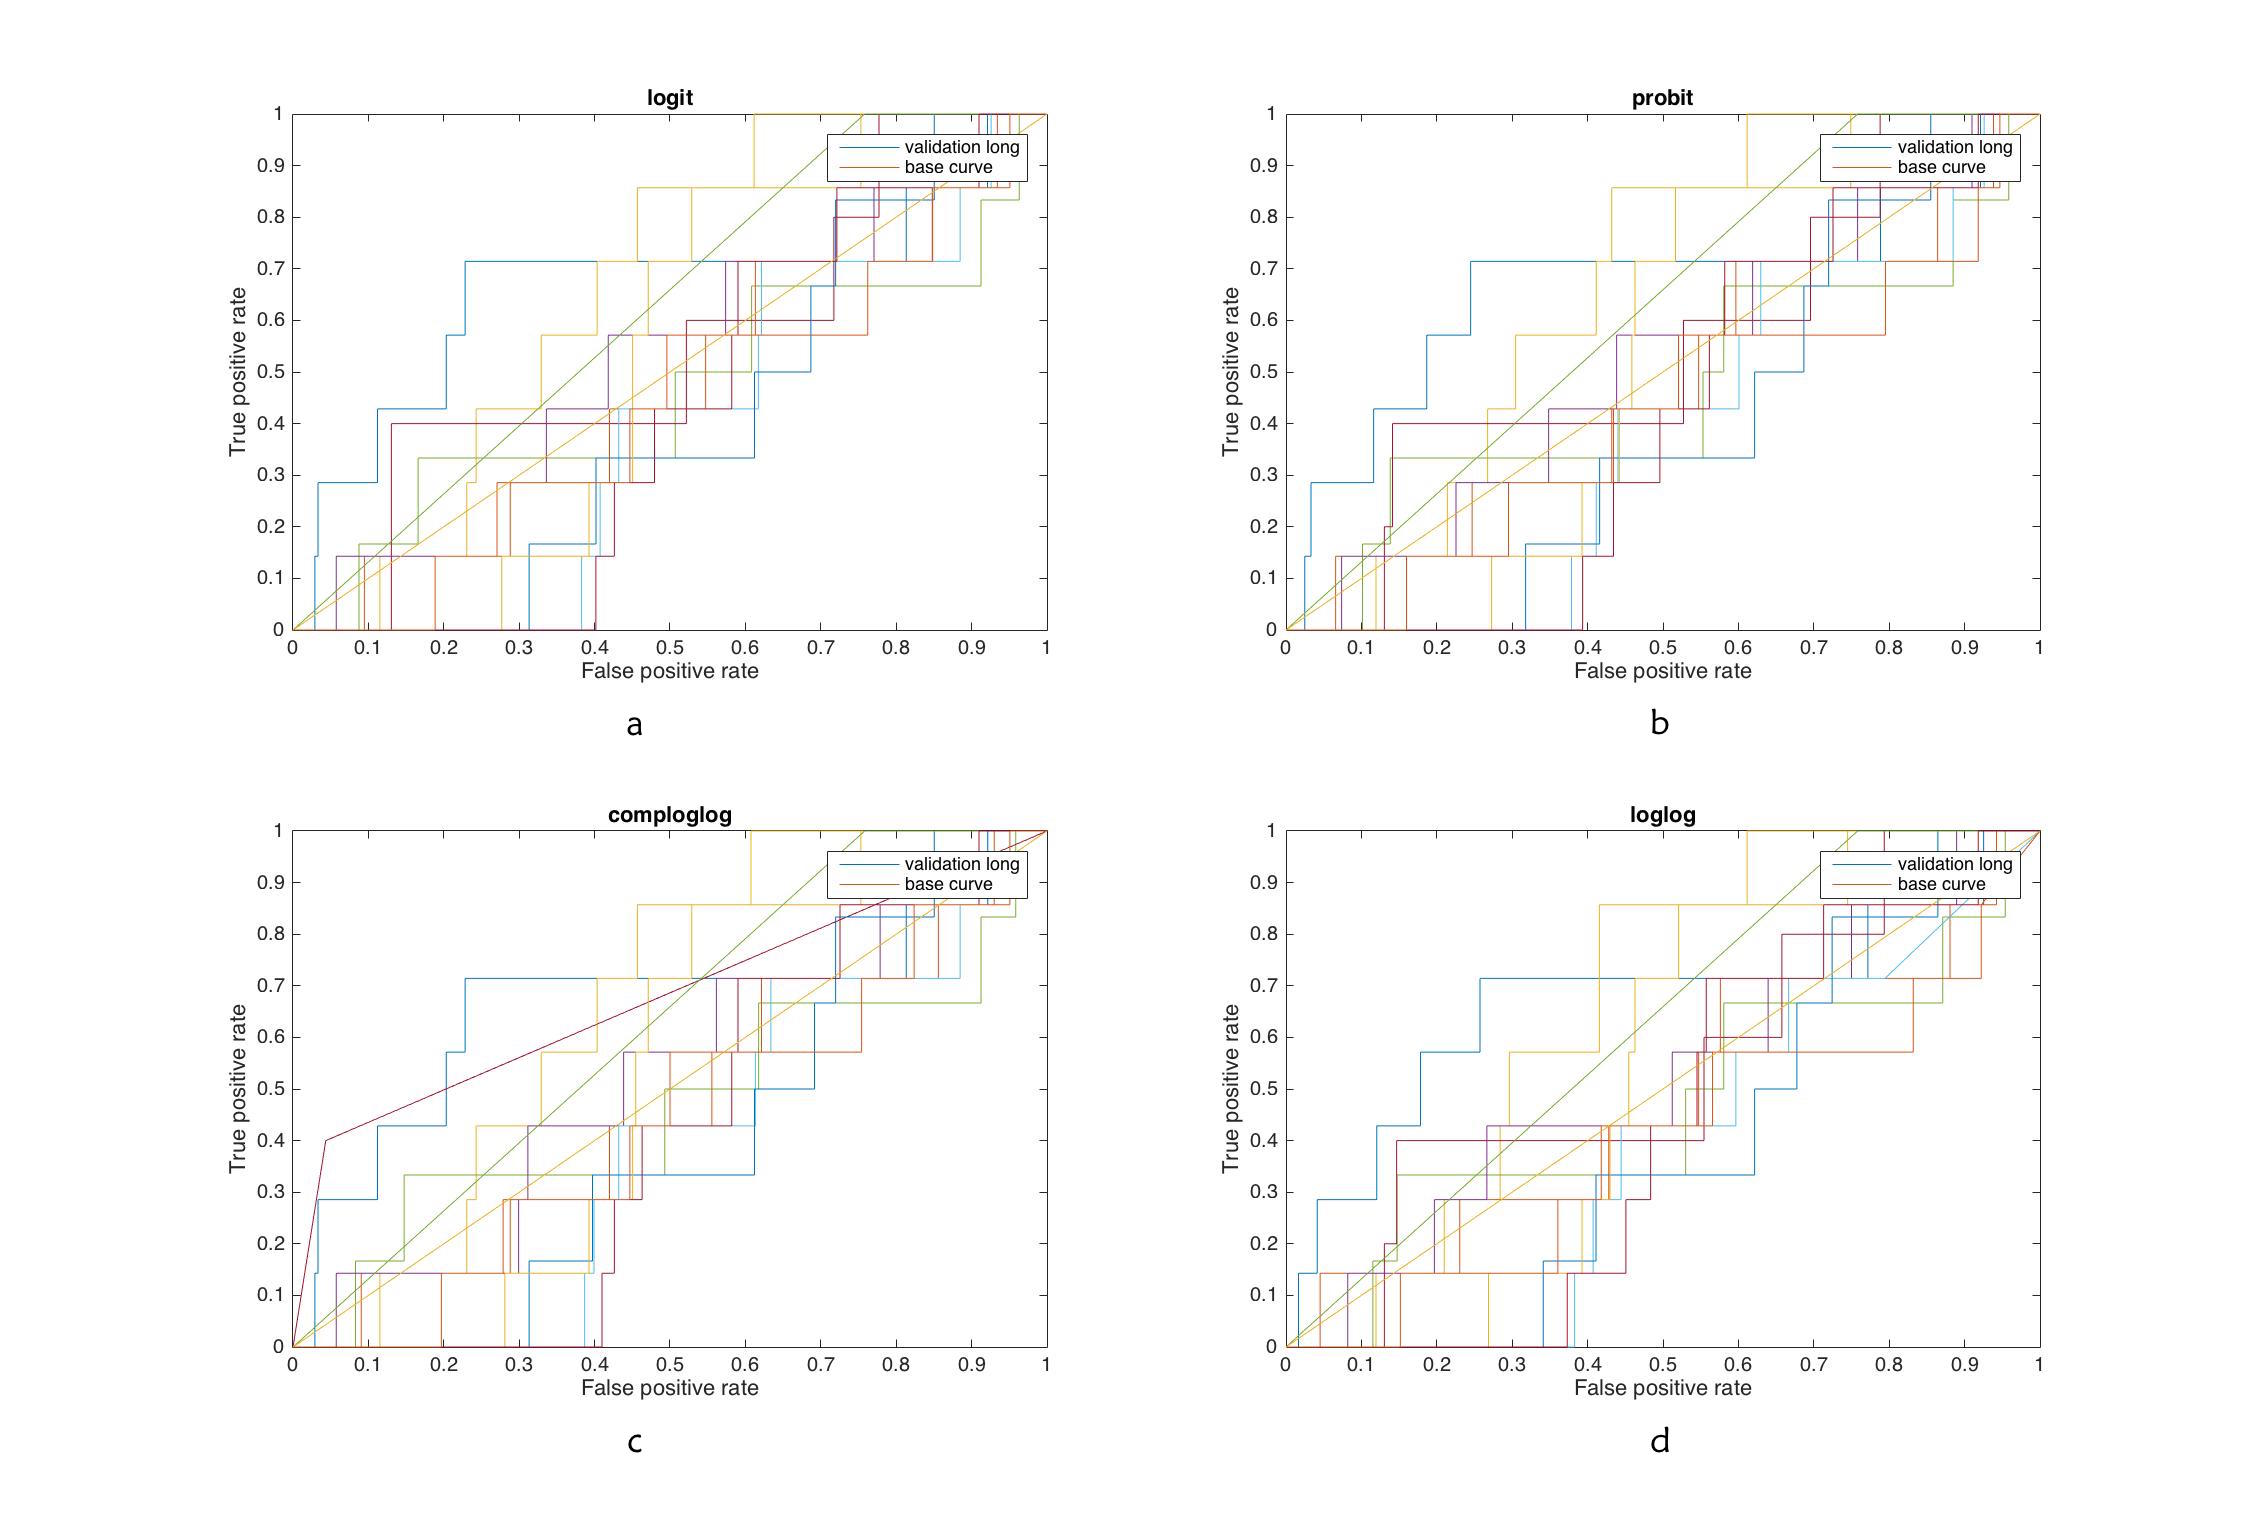 logit
1
0.9
0.8
0.7
0.6
0.5
0.4
0.3
0.2
0.1
0
True positive rate
validation long
base curve
0 0.1 0.2 0.3 0.4 0.5 0.6 0.7 0.8 0.9 1
False positive rate
a
probit
1
0.9
0.8
0.7
0.6
0.5
0.4
0.3
0.2
0.1
0
True positive rate
validation long
base curve
0 0.1 0.2 0.3 0.4 0.5 0.6 0.7 0.8 0.9 1
False positive rate
b
comploglog
1
0.9
0.8
0.7
0.6
0.5
0.4
0.3
0.2
0.1
0
True positive rate
validation long
base curve
0 0.1 0.2 0.3 0.4 0.5 0.6 0.7 0.8 0.9 1
False positive rate
c
loglog
1
0.9
0.8
0.7
0.6
0.5
0.4
0.3
0.2
0.1
0
True positive rate
validation long
base curve
0 0.1 0.2 0.3 0.4 0.5 0.6 0.7 0.8 0.9 1
False positive rate
d